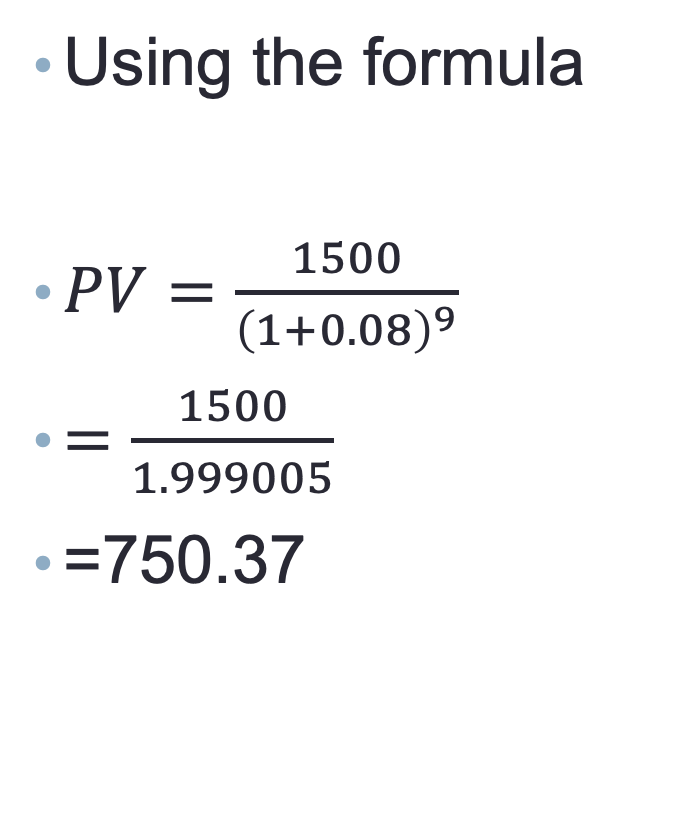 • Using the formula
• 𝑃𝑉 = 1500
(1+0.08)⁹
• = 1500
1.999005
• =750.37